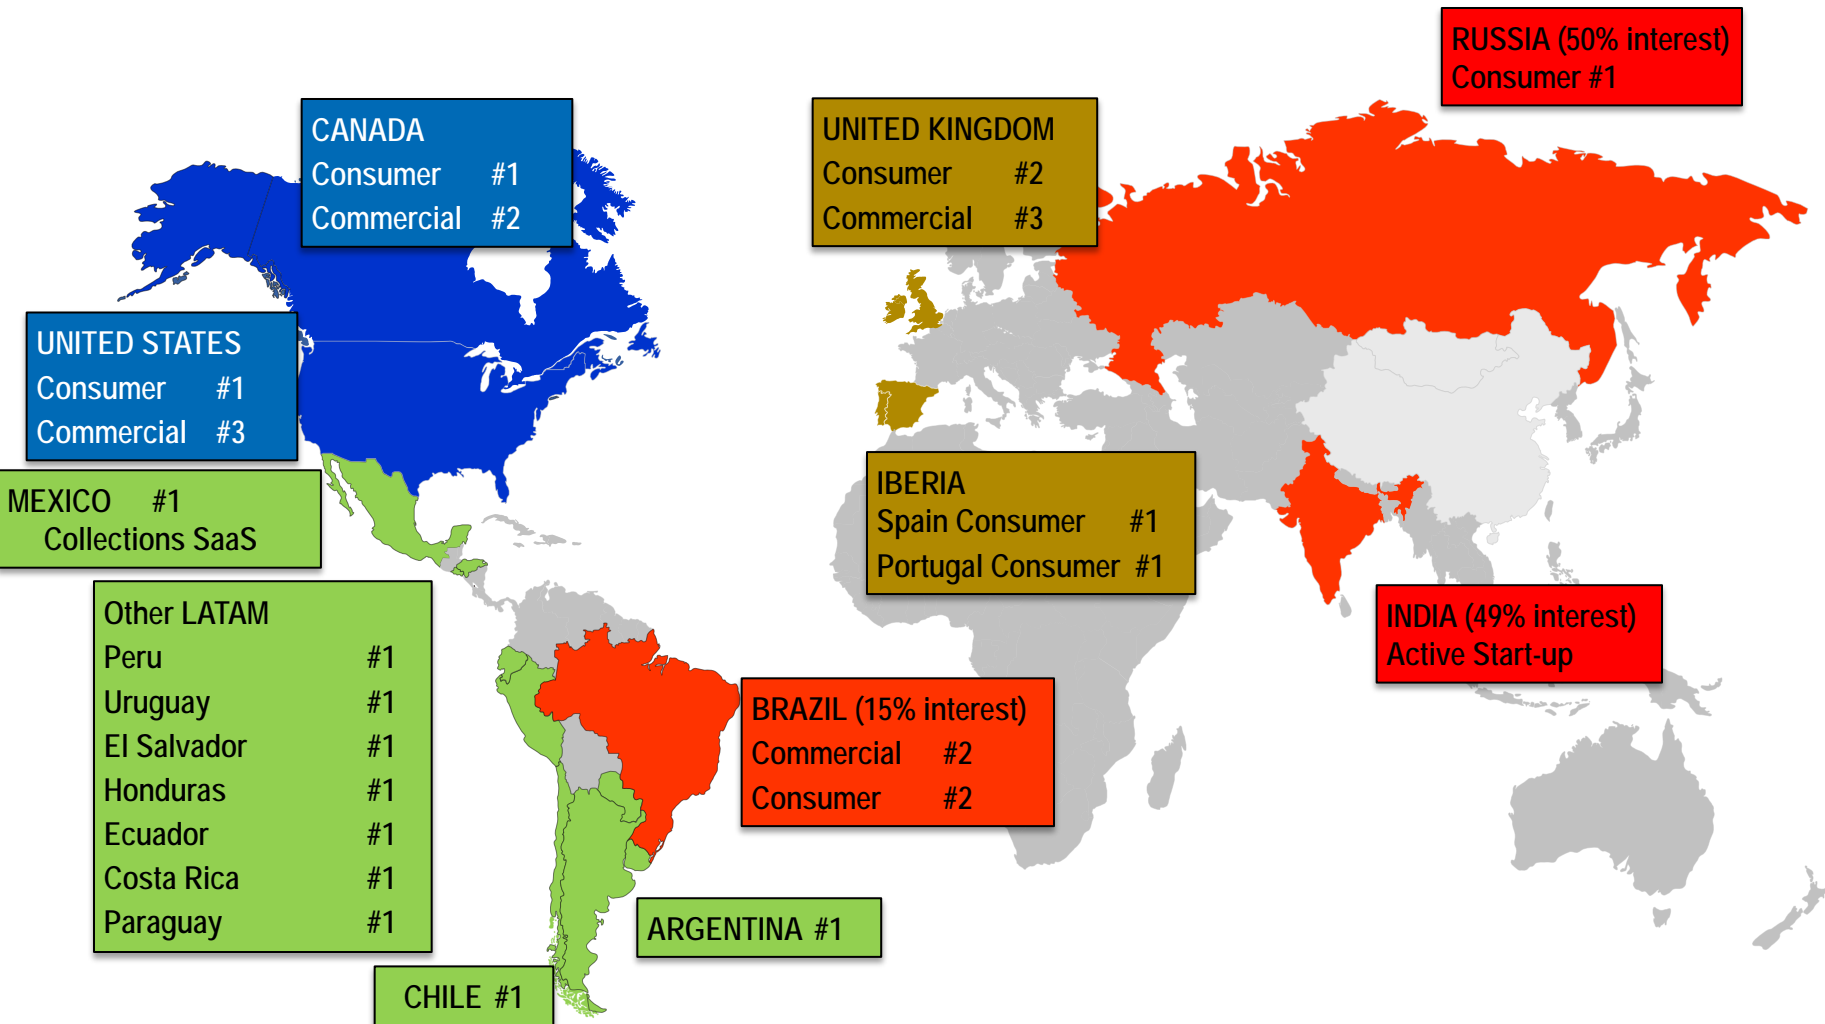 RUSSIA (50% interest)
Consumer #1
CANADA
Consumer #1
Commercial #2
UNITED KINGDOM
Consumer #2
Commercial #3
UNITED STATES
Consumer #1
Commercial #3
MEXICO #1
Collections SaaS
IBERIA
Spain Consumer #1
Portugal Consumer #1
Other LATAM
Peru #1
Uruguay #1
El Salvador #1
Honduras #1
Ecuador #1
Costa Rica #1
Paraguay #1
INDIA (49% interest)
Active Start-up
BRAZIL (15% interest)
Commercial #2
Consumer #2
ARGENTINA #1
CHILE #1